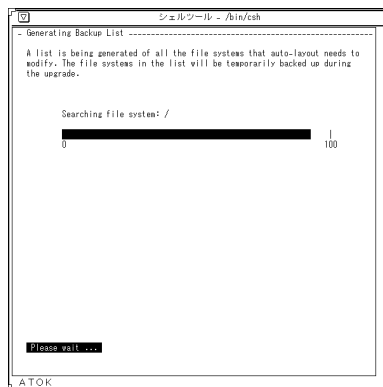 シェルツール - /bin/csh
- Generating Backup List -----------------------------------------------
A list is being generated of all the file systems that auto-layout needs to
modify. The file systems in the list will be temporarily backed up during
the upgrade.
Searching file system: /
0 100
Please wait ...
ATOK